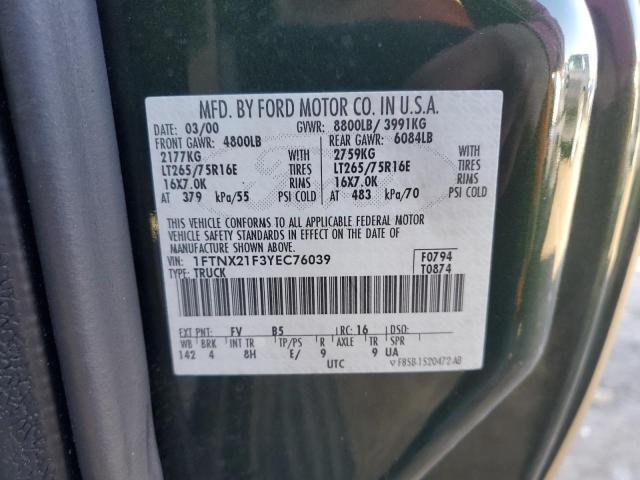 MFD. BY FORD MOTOR CO. IN U.S.A.
03/00 GVWR: 8800LB/ 3991KG
FRONT GAWR: 4800LB REAR GAWR: 6084LB
2177KG WITH 2759KG WITH
LT265/75R16E TIRES LT265/75R16E TIRES
16X7.0K RIMS 16X7.0K RIMS
AT 379 kPa/55 PSI COLD AT 483 kPa/70 PSI COLD
THIS VEHICLE CONFORMS TO ALL APPLICABLE FEDERAL MOTOR
VEHICLE SAFETY STANDARDS IN EFFECT ON THE DATE OF
MANUFACTURE SHOWN ABOVE.
VIN: 1FTNX21F3YEC76039 F0794
TYPE: TRUCK T0874
EXT PNT: FV B5 RC: 16 DSO:
WB BRK INT TR TP/PS R AXLE TR SPR
142 4 8H E/ 9 9 UA
UTC F85B-1520472-AB